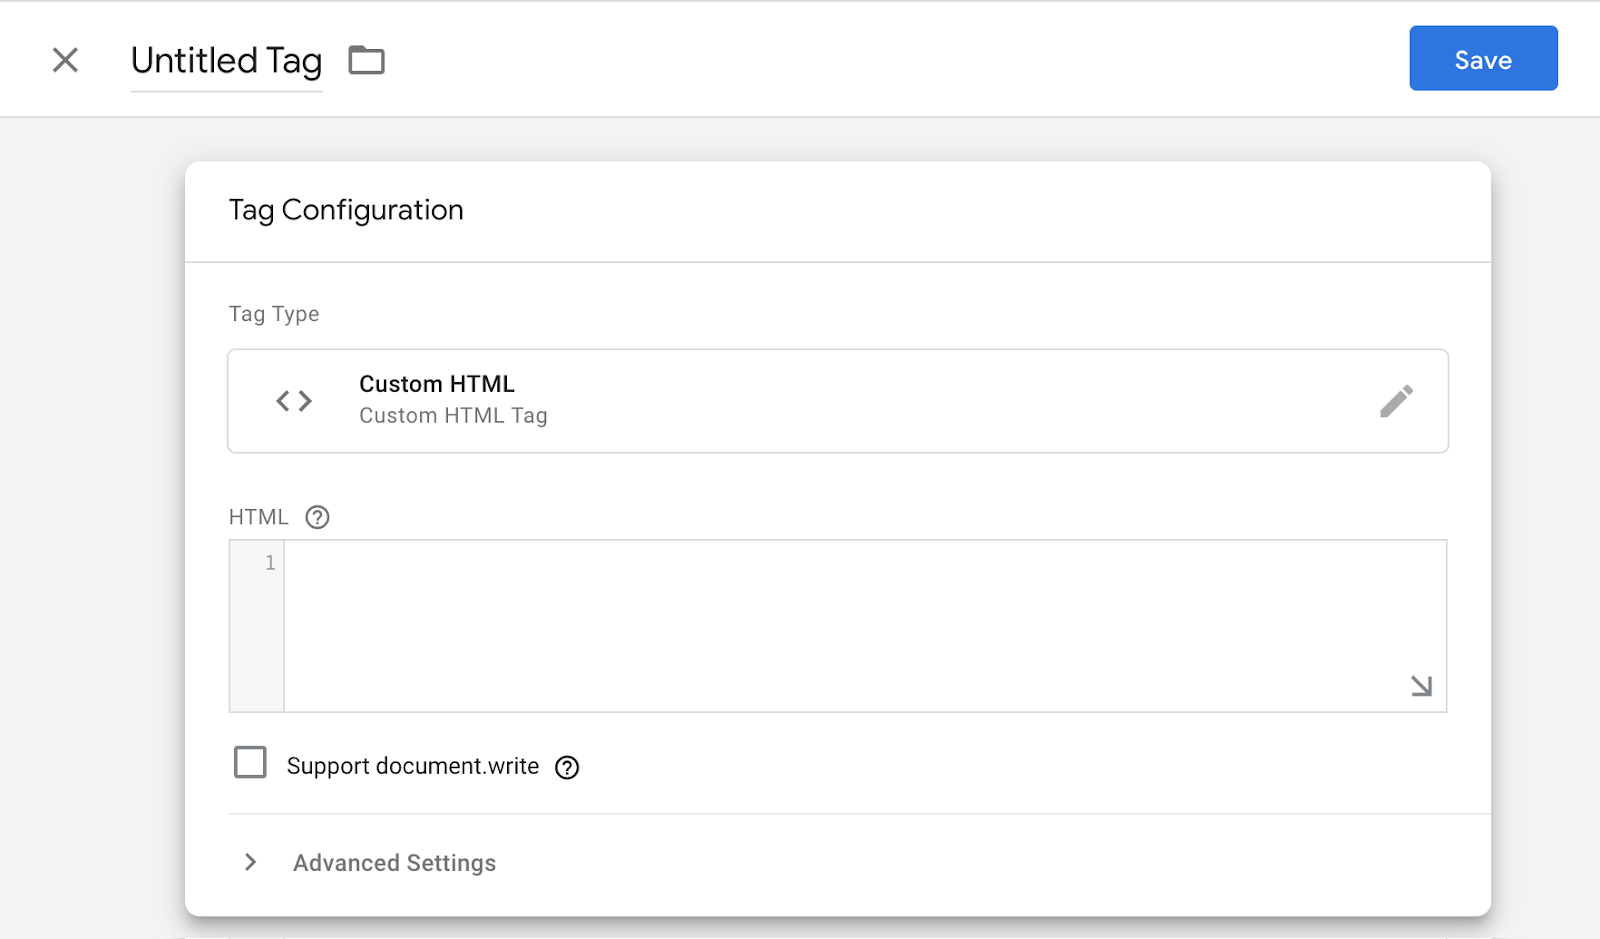 Untitled Tag
Save
Tag Configuration
Tag Type
Custom HTML
Custom HTML Tag
HTML
1
Support document.write
Advanced Settings